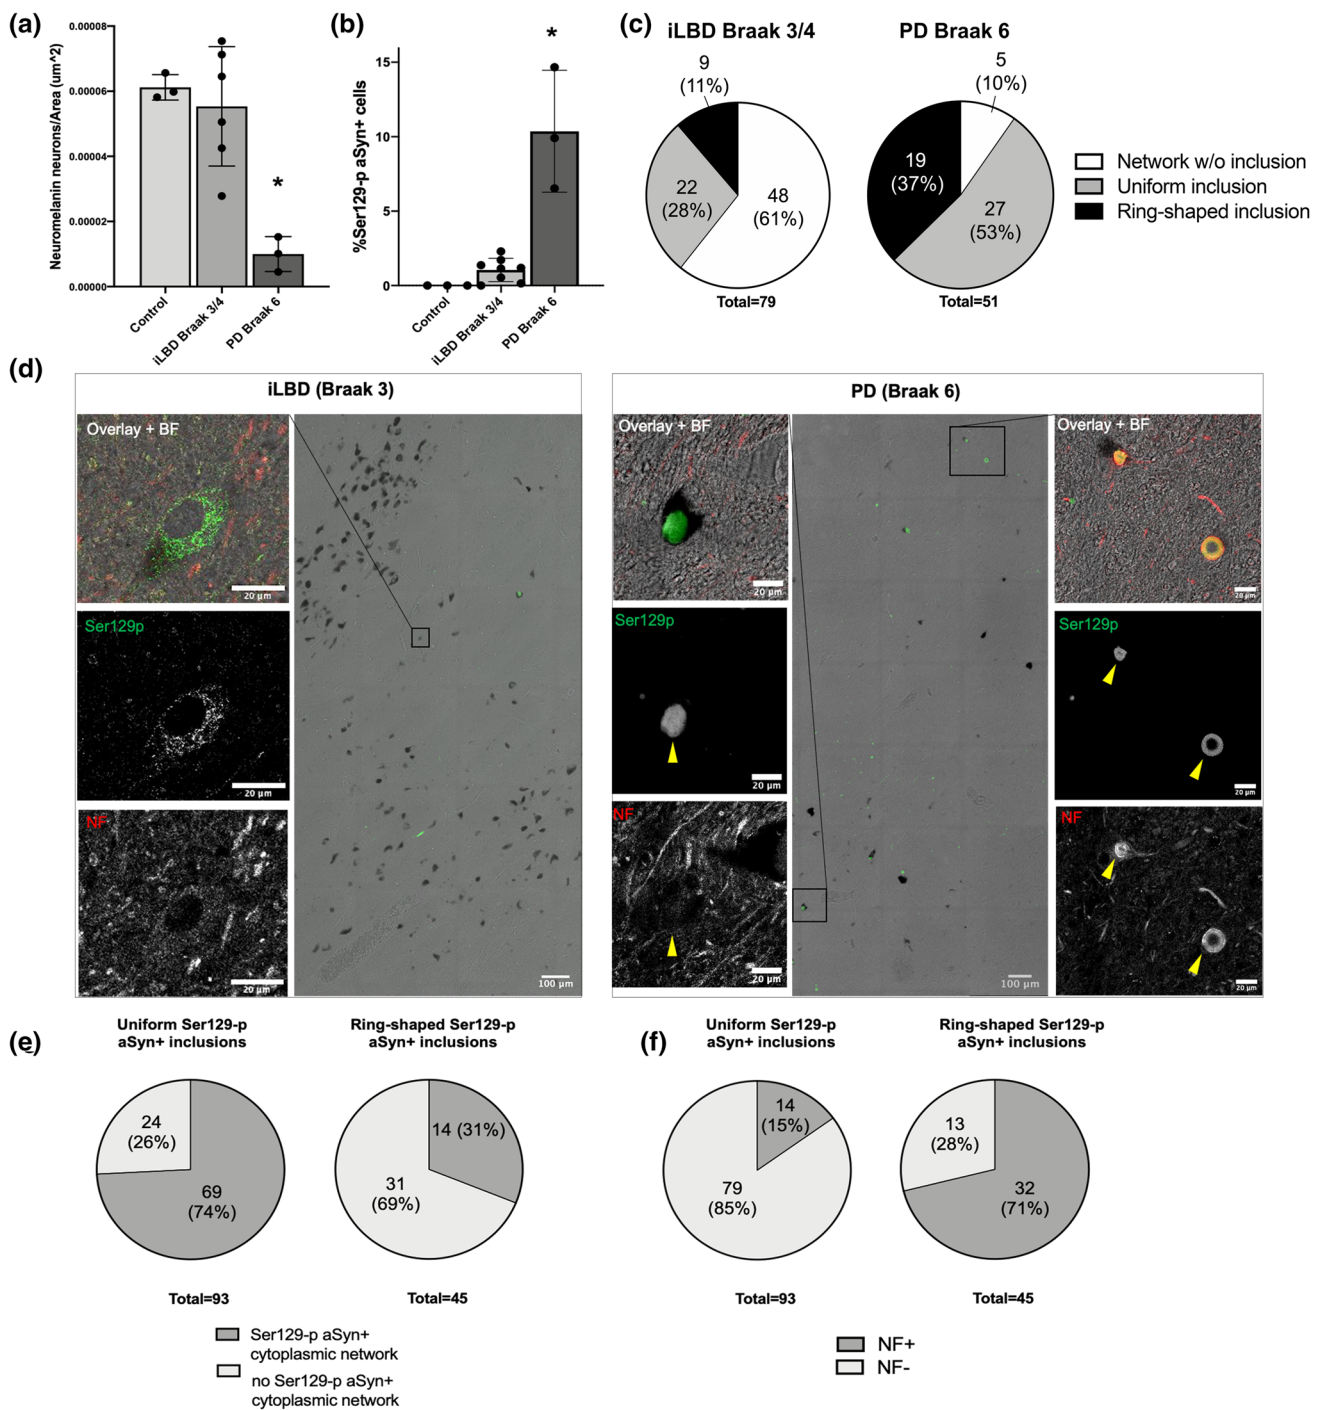 (a)
Neuromelanin neurons/Area (um^2)
0.00008
0.00006
0.00004
0.00002
0.00000
*
Control
iLBD Braak 3/4
PD Braak 6
(b)
%Ser129-p aSyn+ cells
15
10
5
0
*
Control
iLBD Braak 3/4
PD Braak 6
(c)
iLBD Braak 3/4
9
(11%)
22
(28%)
48
(61%)
Total=79
PD Braak 6
5
(10%)
19
(37%)
27
(53%)
Total=51
Network w/o inclusion
Uniform inclusion
Ring-shaped inclusion
(d)
iLBD (Braak 3)
Overlay + BF
20 µm
Ser129p
20 µm
NF
20 µm
100 µm
PD (Braak 6)
Overlay + BF
20 µm
Ser129p
20 µm
NF
20 µm
100 µm
Overlay + BF
20 µm
Ser129p
20 µm
NF
20 µm
(e)
Uniform Ser129-p
aSyn+ inclusions
24
(26%)
69
(74%)
Total=93
Ring-shaped Ser129-p
aSyn+ inclusions
14 (31%)
31
(69%)
Total=45
Ser129-p aSyn+
cytoplasmic network
no Ser129-p aSyn+
cytoplasmic network
(f)
Uniform Ser129-p
aSyn+ inclusions
14
(15%)
79
(85%)
Total=93
Ring-shaped Ser129-p
aSyn+ inclusions
13
(28%)
32
(71%)
Total=45
NF+
NF-